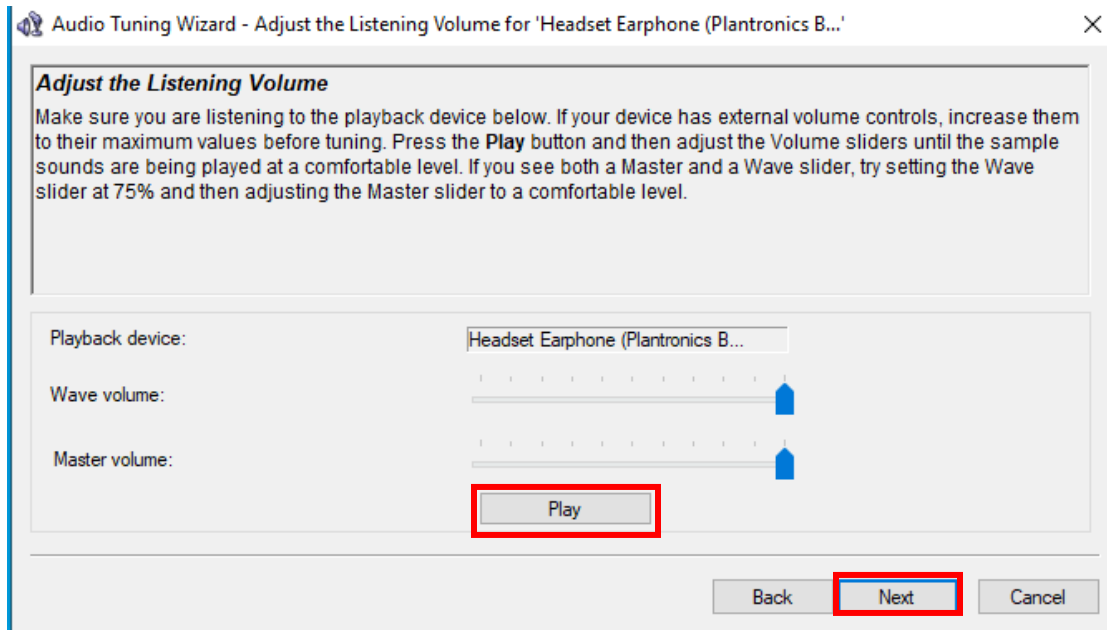 Audio Tuning Wizard - Adjust the Listening Volume for 'Headset Earphone (Plantronics B...'
Adjust the Listening Volume
Make sure you are listening to the playback device below. If your device has external volume controls, increase them
to their maximum values before tuning. Press the Play button and then adjust the Volume sliders until the sample
sounds are being played at a comfortable level. If you see both a Master and a Wave slider, try setting the Wave
slider at 75% and then adjusting the Master slider to a comfortable level.
Playback device: Headset Earphone (Plantronics B...
Wave volume:
Master volume:
Play
Back Next Cancel